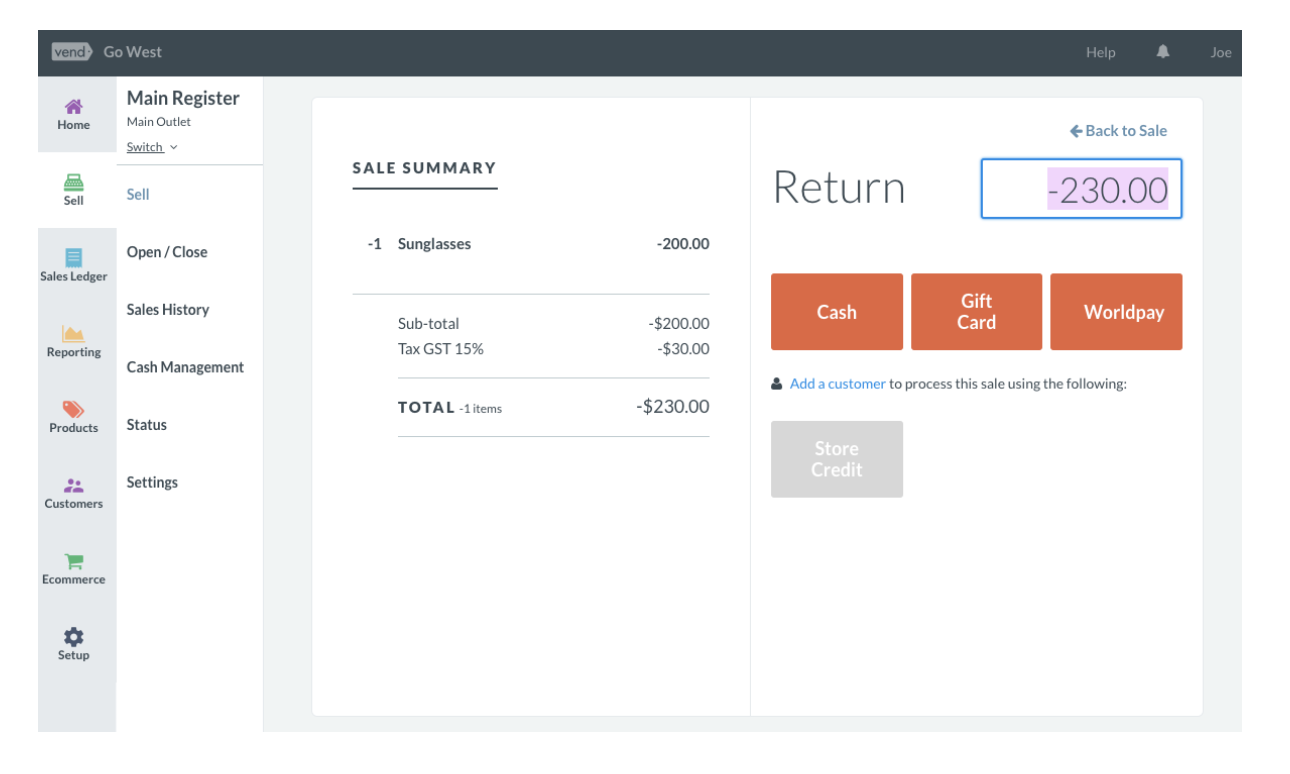 vend Go West
Help
Joe
Home
Sell
Sales Ledger
Reporting
Products
Customers
Ecommerce
Setup
Main Register
Main Outlet
Switch
Sell
Open / Close
Sales History
Cash Management
Status
Settings
SALE SUMMARY
-1 Sunglasses -200.00
Sub-total -$200.00
Tax GST 15% -$30.00
TOTAL -1 items -$230.00
Back to Sale
Return -230.00
Cash
Gift
Card
Worldpay
Add a customer to process this sale using the following:
Store
Credit